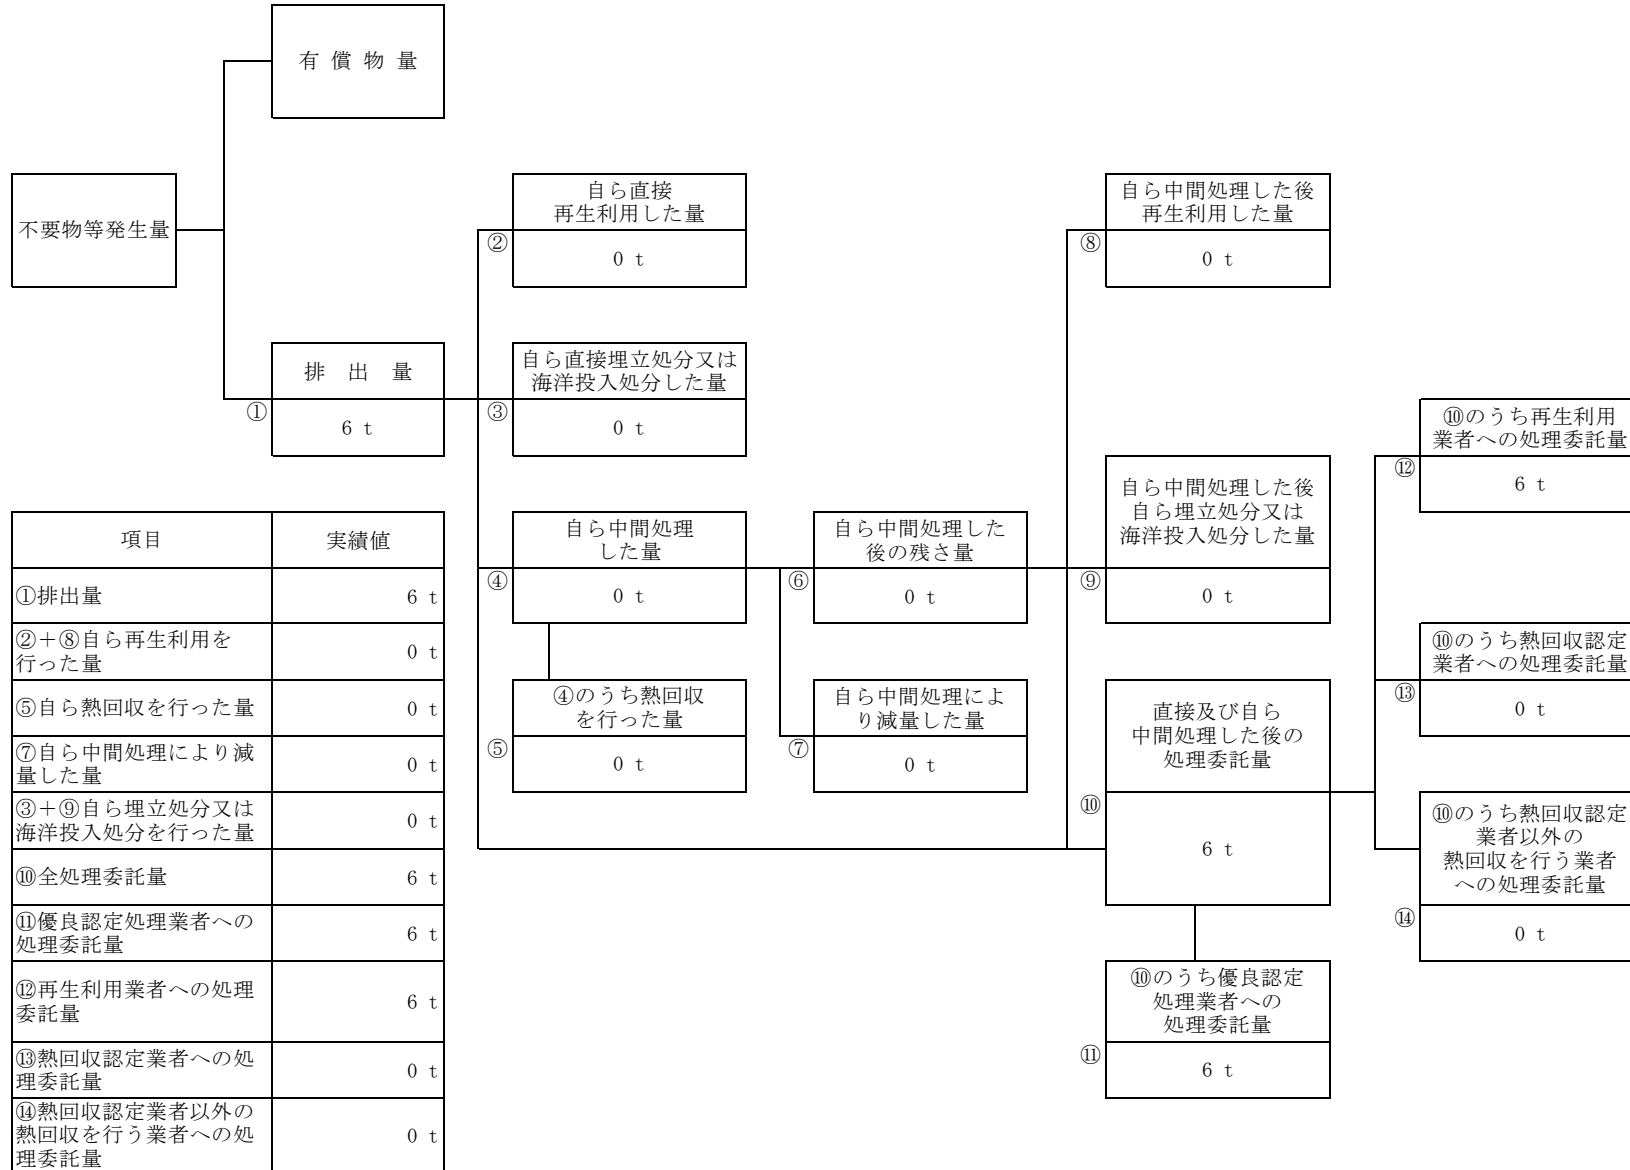 有 償 物 量
不要物等発生量
自ら直接
再生利用した量
②
0 t
自ら中間処理した後
再生利用した量
⑧
0 t
排 出 量
①
6 t
自ら直接埋立処分又は
海洋投入処分した量
③
0 t
⑩のうち再生利用
業者への処理委託量
⑫
6 t
自ら中間処理
した量
④
0 t
自ら中間処理した
後の残さ量
⑥
0 t
自ら中間処理した後
自ら埋立処分又は
海洋投入処分した量
⑨
0 t
⑩のうち熱回収認定
業者への処理委託量
⑬
0 t
④のうち熱回収
を行った量
⑤
0 t
自ら中間処理によ
り減量した量
⑦
0 t
直接及び自ら
中間処理した後の
処理委託量
⑩
6 t
⑩のうち熱回収認定
業者以外の
熱回収を行う業者
への処理委託量
⑭
0 t
⑩のうち優良認定
処理業者への
処理委託量
⑪
6 t
項目 実績値
①排出量 6 t
②＋⑧自ら再生利用を
行った量 0 t
⑤自ら熱回収を行った量 0 t
⑦自ら中間処理により減
量した量 0 t
③＋⑨自ら埋立処分又は
海洋投入処分を行った量 0 t
⑩全処理委託量 6 t
⑪優良認定処理業者への
処理委託量 6 t
⑫再生利用業者への処理
委託量 6 t
⑬熱回収認定業者への処
理委託量 0 t
⑭熱回収認定業者以外の
熱回収を行う業者への処
理委託量 0 t